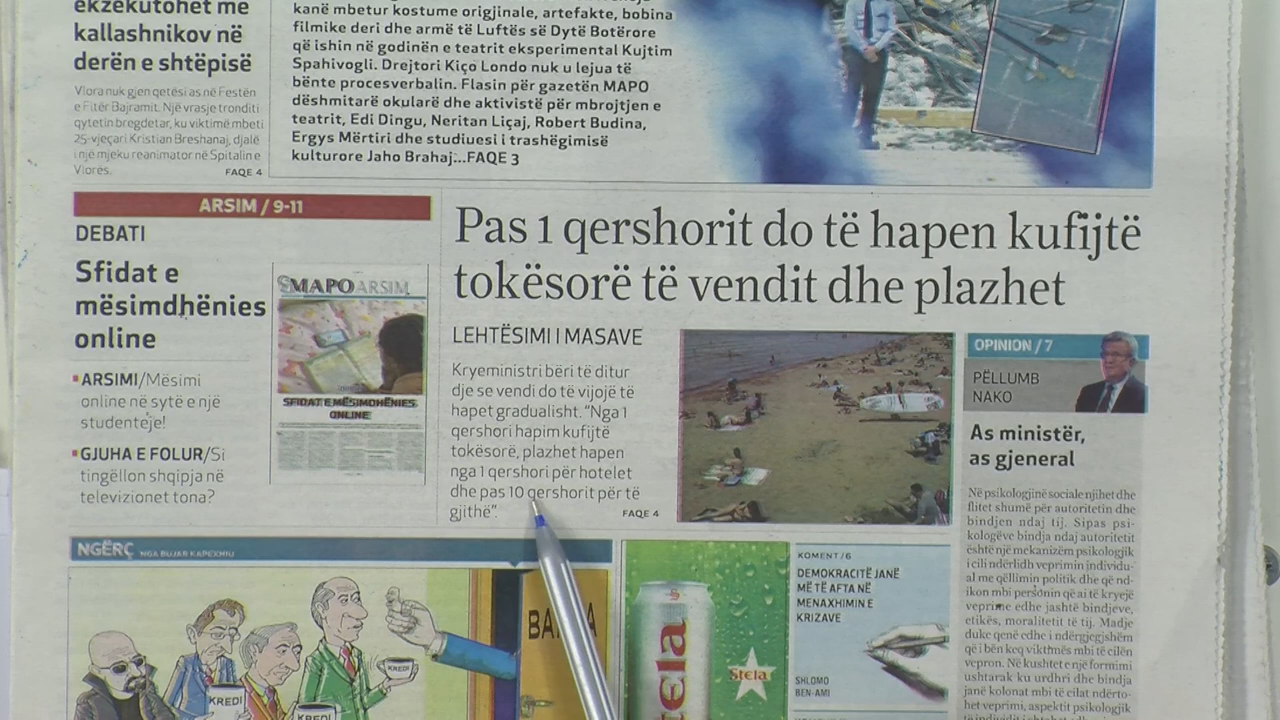 ekzekutohet me
kallashnikov në
derën e shtëpisë
Vlora nuk gjen qetësi as në Festën
e Fitër Bajramit. Një vrasje tronditi
qytetin bregdetar, ku viktimë mbeti
25-vjeçari Kristian Breshanaj, djalë
i një mjeku reanimator në Spitalin e
Vlorës.
FAQE 4
kanë mbetur kostume origjinale, artefakte, bobina
filmike deri dhe armë të Luftës së Dytë Botërore
që ishin në godinën e teatrit eksperimental Kujtim
Spahivogli. Drejtori Kiço Londo nuk u lejua të
bënte procesverbalin. Flasin për gazetën MAPO
dëshmitarë okularë dhe aktivistë për mbrojtjen e
teatrit, Edi Dingu, Neritan Liçaj, Robert Budina,
Ergys Mërtiri dhe studiuesi i trashëgimisë
kulturore Jaho Brahaj...FAQE 3
ARSIM / 9-11
DEBATI
Sfidat e
mësimdhënies
online
ARSIMI/Mësimi
online në sytë e një
studenteje!
GJUHA E FOLUR/Si
tingëllon shqipja në
televizionet tona?
MAPO ARSIM
SFIDAT E MËSIMDHËNIES
ONLINE
Pas 1 qershorit do të hapen kufijtë
tokësorë të vendit dhe plazhet
LEHTËSIMI I MASAVE
Kryeministri bëri të ditur
dje se vendi do të vijojë të
hapet gradualisht. "Nga 1
qershori hapim kufijtë
tokësorë, plazhet hapen
nga 1 qershori për hotelet
dhe pas 10 qershorit për të
gjithë".
FAQE 4
OPINION / 7
PËLLUMB
NAKO
As ministër,
as gjeneral
Në psikologjinë sociale njihet dhe
flitet shumë për autoritetin dhe
bindjen ndaj tij. Sipas psi-
kologëve bindja ndaj autoritetit
është një mekanizëm psikologjik
i cili ndërlidh veprimin individu-
al me qëllimin politik dhe që nd-
ikon mbi personin që ai të kryejë
veprime edhe jashtë bindjeve,
etikës, moralitetit të tij. Madje
duke qenë edhe i ndërgjegjshëm
që i bën keq viktimës mbi të cilën
vepron. Në kushtet e një formimi
ushtarak ku urdhri dhe bindja
janë kolonat mbi të cilat ndërto-
het veprimi, aspektit psikologjik
NGËRÇ NGA BUJAR KAPEXHIU
KREDI
KREDI
KREDI
stela
Stela
KOMENT / 6
DEMOKRACITË JANË
MË TË AFTA NË
MENAXHIMIN E
KRIZAVE
SHLOMO
BEN-AMI